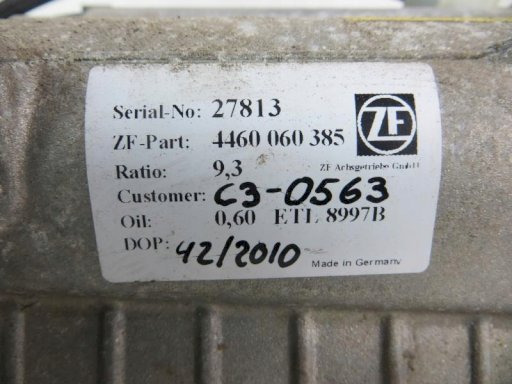 Serial-No: 27813
ZF
ZF-Part: 4460 060 385
Ratio: 9,3
ZF Achsgetriebe GmbH
Customer: C3-0563
Oil: 0,60 ETL 8997B
DOP: 42/2010
Made in Germany